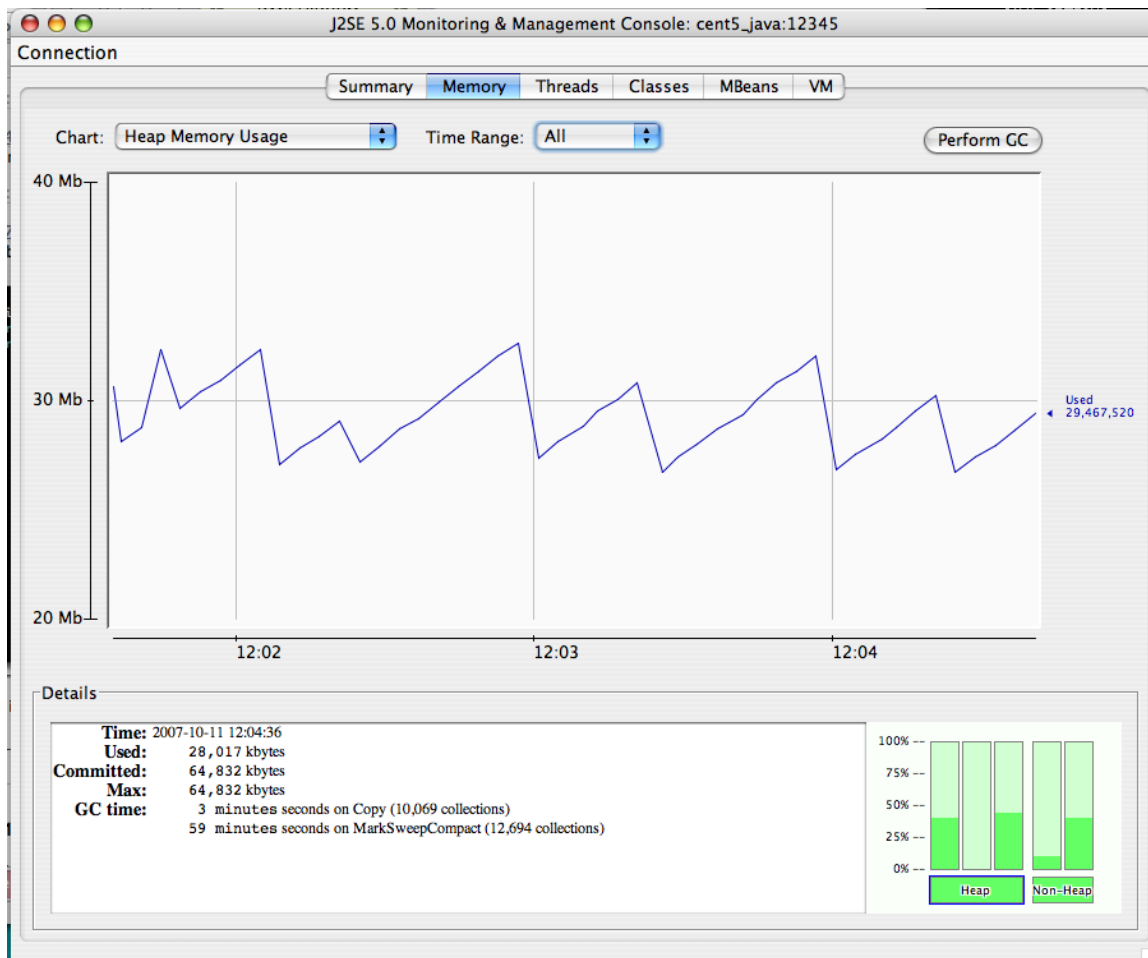 J2SE 5.0 Monitoring & Management Console: cent5_java:12345
Connection
Summary Memory Threads Classes MBeans VM
Chart: Heap Memory Usage Time Range: All Perform GC
40 Mb
30 Mb
Used
29,467,520
20 Mb
12:02 12:03 12:04
Details
Time: 2007-10-11 12:04:36
Used: 28,017 kbytes
Committed: 64,832 kbytes
Max: 64,832 kbytes
GC time: 3 minutes seconds on Copy (10,069 collections)
59 minutes seconds on MarkSweepCompact (12,694 collections)
100% --
75% --
50% --
25% --
0% --
Heap Non-Heap